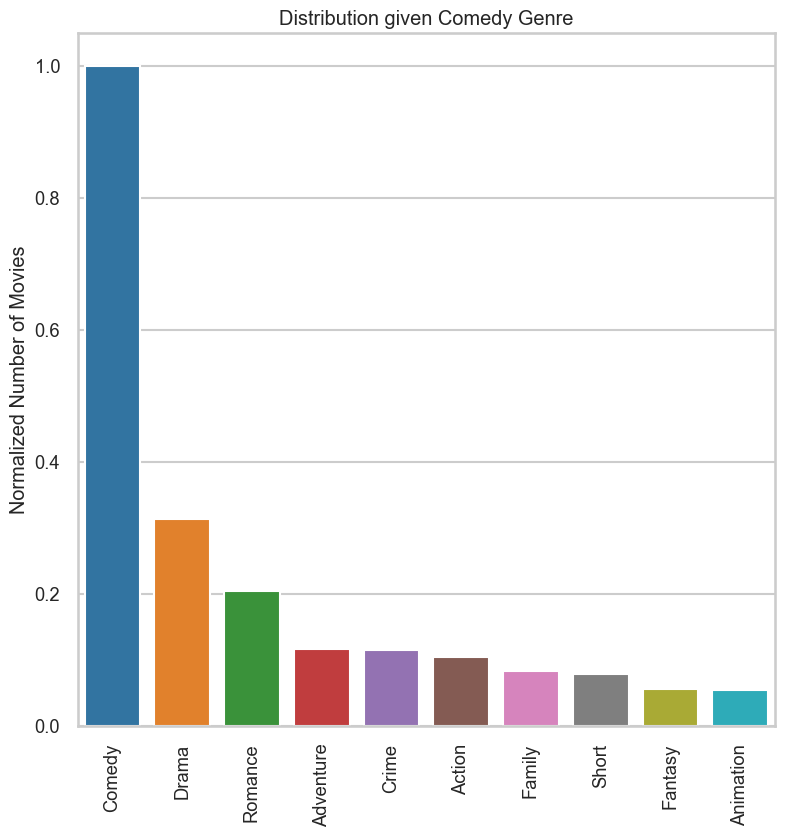 Distribution given Comedy Genre
Normalized Number of Movies
1.0
0.8
0.6
0.4
0.2
0.0
Comedy
Drama
Romance
Adventure
Crime
Action
Family
Short
Fantasy
Animation